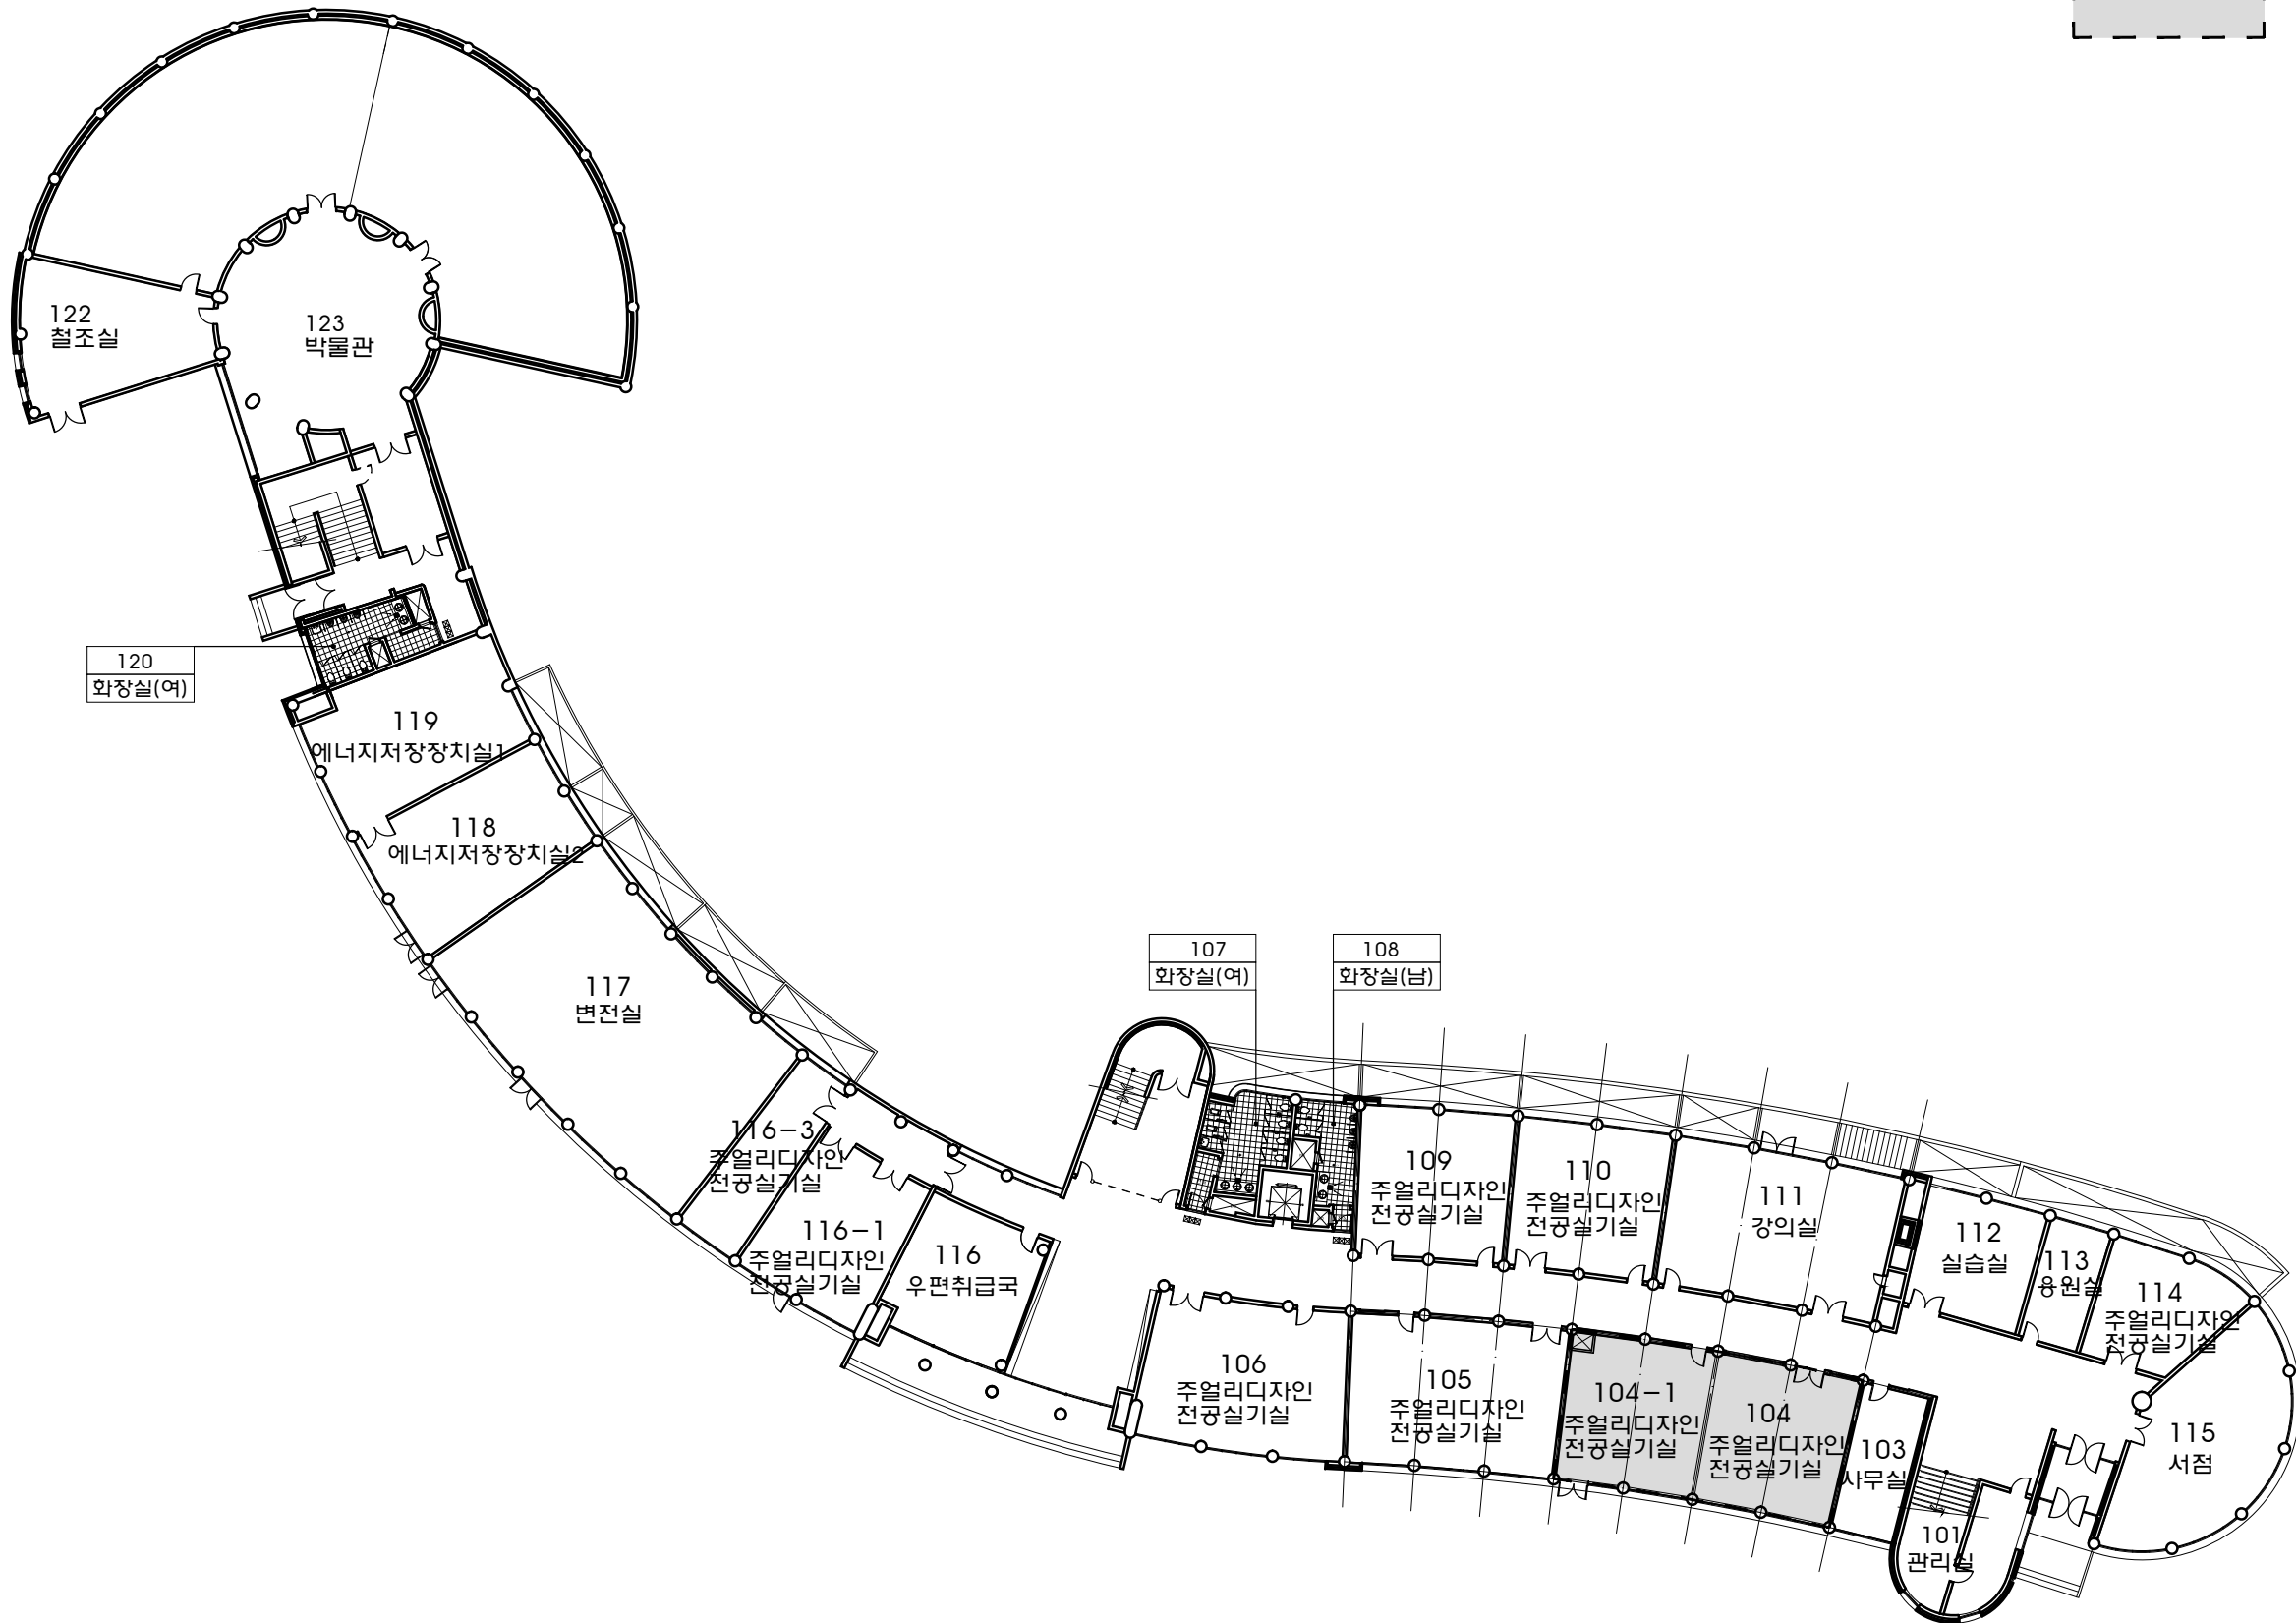 122
철조실
123
박물관
120
화장실(여)
119
에너지저장장치실1
118
에너지저장장치실2
117
변전실
107
화장실(여)
108
화장실(남)
116-3
주얼리디자인
전공실기실
116-1
주얼리디자인
전공실기실
116
우편취급국
109
주얼리디자인
전공실기실
110
주얼리디자인
전공실기실
111
강의실
112
실습실
113
용원실
114
주얼리디자인
전공실기실
106
주얼리디자인
전공실기실
105
주얼리디자인
전공실기실
104-1
주얼리디자인
전공실기실
104
주얼리디자인
전공실기실
103
사무실
115
서점
101
관리실